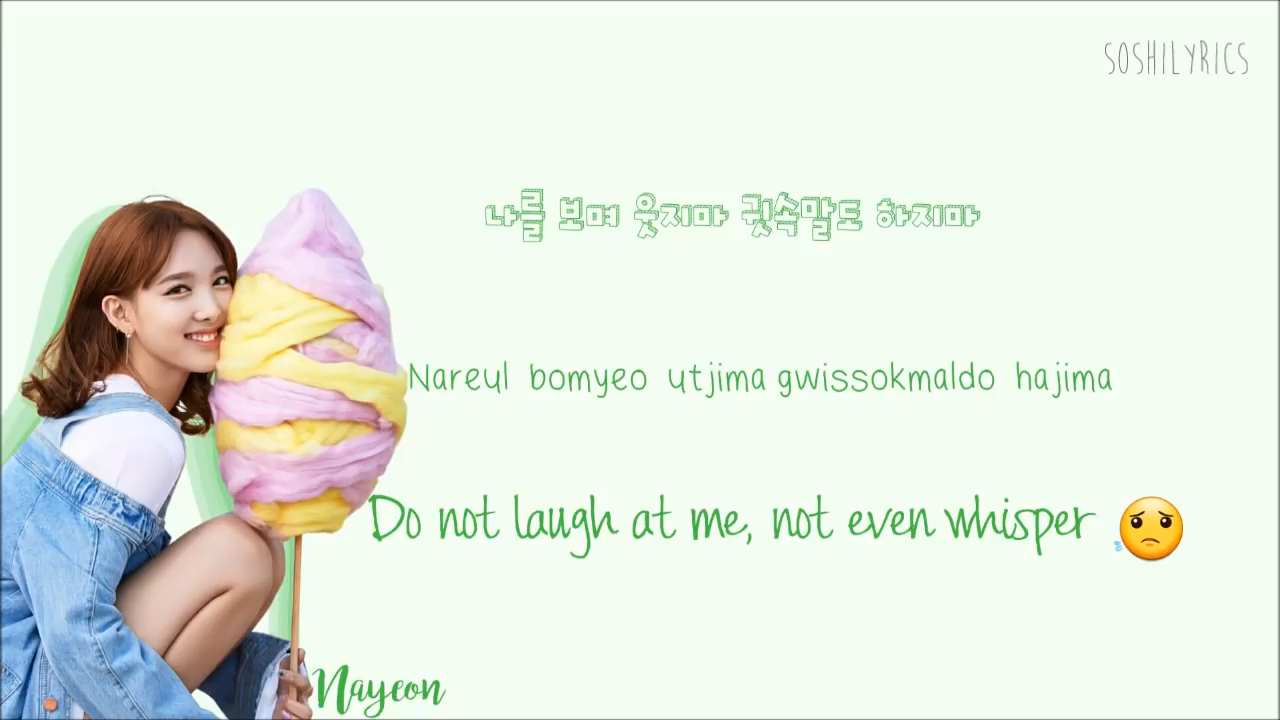 SOSHILYRICS
나를 보며 웃지마 귓속말도 하지마
Nareul bomyeo utjima gwissokmaldo hajima
Do not laugh at me, not even whisper
Nayeon